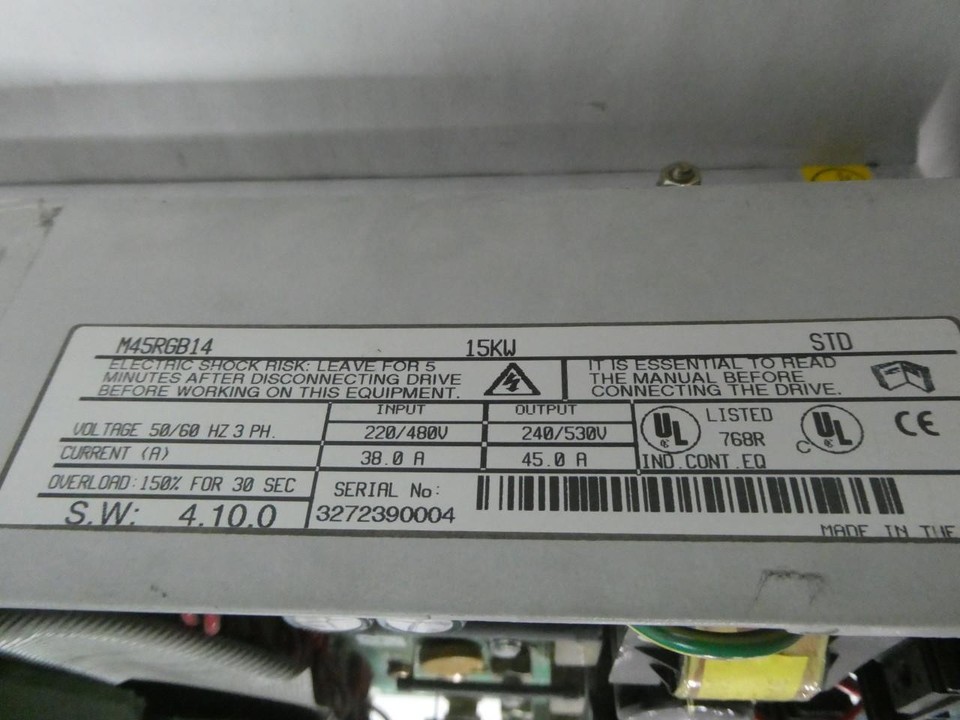 M45RGB14 15KW STD
ELECTRIC SHOCK RISK: LEAVE FOR 5
MINUTES AFTER DISCONNECTING DRIVE
BEFORE WORKING ON THIS EQUIPMENT.
IT IS ESSENTIAL TO READ
THE MANUAL BEFORE
CONNECTING THE DRIVE.
INPUT OUTPUT
VOLTAGE 50/60 HZ 3 PH. 220/480V 240/530V
CURRENT (A) 38.0 A 45.0 A
UL LISTED
768R
C UL CE
IND.CONT.EQ
OVERLOAD:150% FOR 30 SEC
S.W: 4.10.0
SERIAL No:
3272390004
MADE IN THE